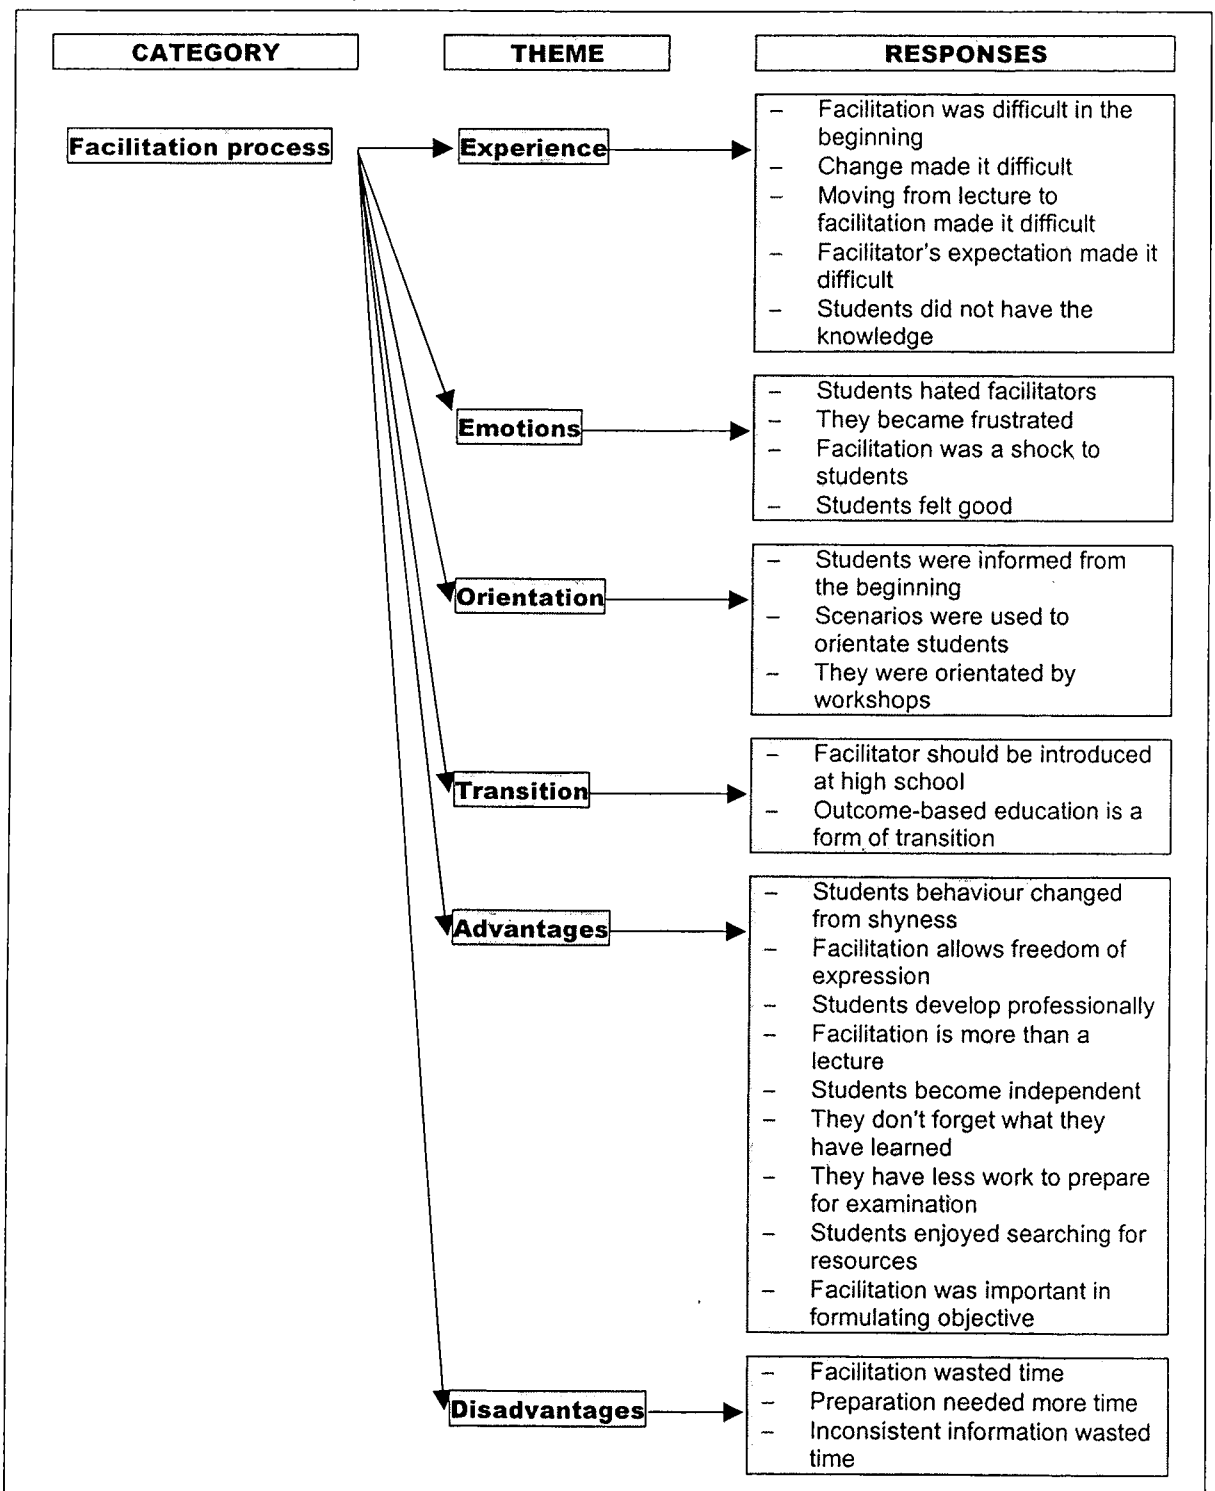 CATEGORY THEME RESPONSES
Facilitation process
Experience
– Facilitation was difficult in the
beginning
– Change made it difficult
– Moving from lecture to
facilitation made it difficult
– Facilitator's expectation made it
difficult
– Students did not have the
knowledge
Emotions
– Students hated facilitators
– They became frustrated
– Facilitation was a shock to
students
– Students felt good
Orientation
– Students were informed from
the beginning
– Scenarios were used to
orientate students
– They were orientated by
workshops
Transition
– Facilitator should be introduced
at high school
– Outcome-based education is a
form of transition
Advantages
– Students behaviour changed
from shyness
– Facilitation allows freedom of
expression
– Students develop professionally
– Facilitation is more than a
lecture
– Students become independent
– They don't forget what they
have learned
– They have less work to prepare
for examination
– Students enjoyed searching for
resources
– Facilitation was important in
formulating objective
Disadvantages
– Facilitation wasted time
– Preparation needed more time
– Inconsistent information wasted
time